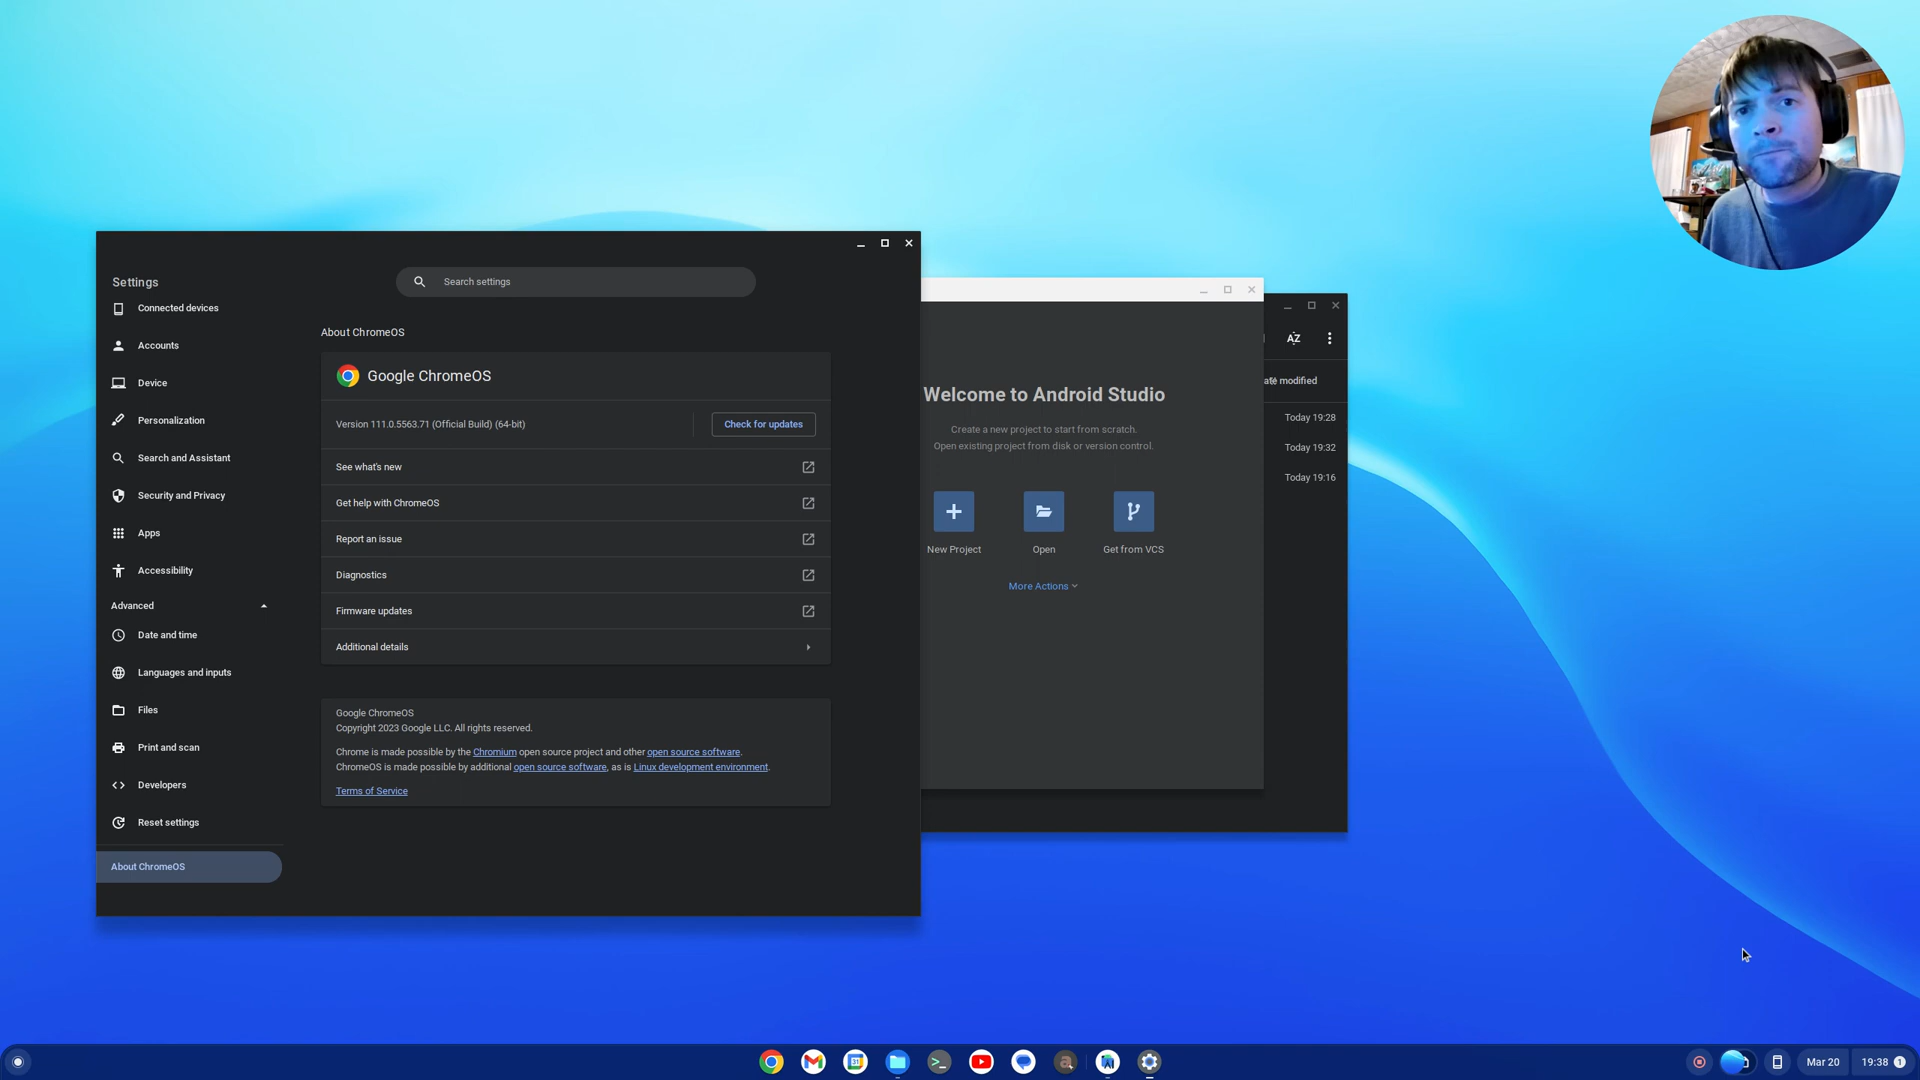 Settings
Search settings
Connected devices
Accounts
Device
Personalization
Search and Assistant
Security and Privacy
Apps
Accessibility
Advanced
Date and time
Languages and inputs
Files
Print and scan
Developers
Reset settings
About ChromeOS
About ChromeOS
Google ChromeOS
Version 111.0.5563.71 (Official Build) (64-bit)
Check for updates
See what's new
Get help with ChromeOS
Report an issue
Diagnostics
Firmware updates
Additional details
Google ChromeOS
Copyright 2023 Google LLC. All rights reserved.
Chrome is made possible by the Chromium open source project and other open source software.
ChromeOS is made possible by additional open source software, as is Linux development environment.
Terms of Service
Welcome to Android Studio
Create a new project to start from scratch.
Open existing project from disk or version control.
New Project
Open
Get from VCS
More Actions
AZ
modified
Today 19:28
Today 19:32
Today 19:16
31
a
Mar 20
19:38
1